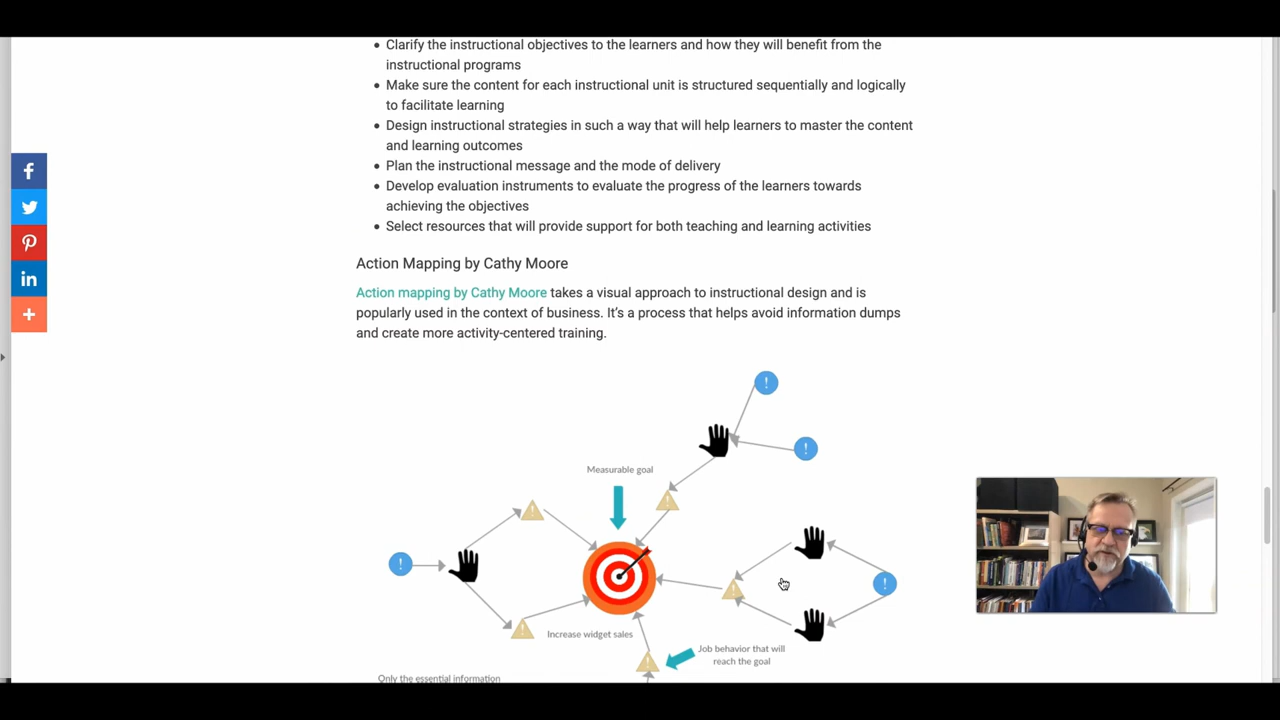 Clarify the instructional objectives to the learners and how they will benefit from the
instructional programs
Make sure the content for each instructional unit is structured sequentially and logically
to facilitate learning
Design instructional strategies in such a way that will help learners to master the content
and learning outcomes
Plan the instructional message and the mode of delivery
Develop evaluation instruments to evaluate the progress of the learners towards
achieving the objectives
Select resources that will provide support for both teaching and learning activities
Action Mapping by Cathy Moore
Action mapping by Cathy Moore takes a visual approach to instructional design and is
popularly used in the context of business. It's a process that helps avoid information dumps
and create more activity-centered training.
Measurable goal
Increase widget sales
Job behavior that will
reach the goal
Only the essential information